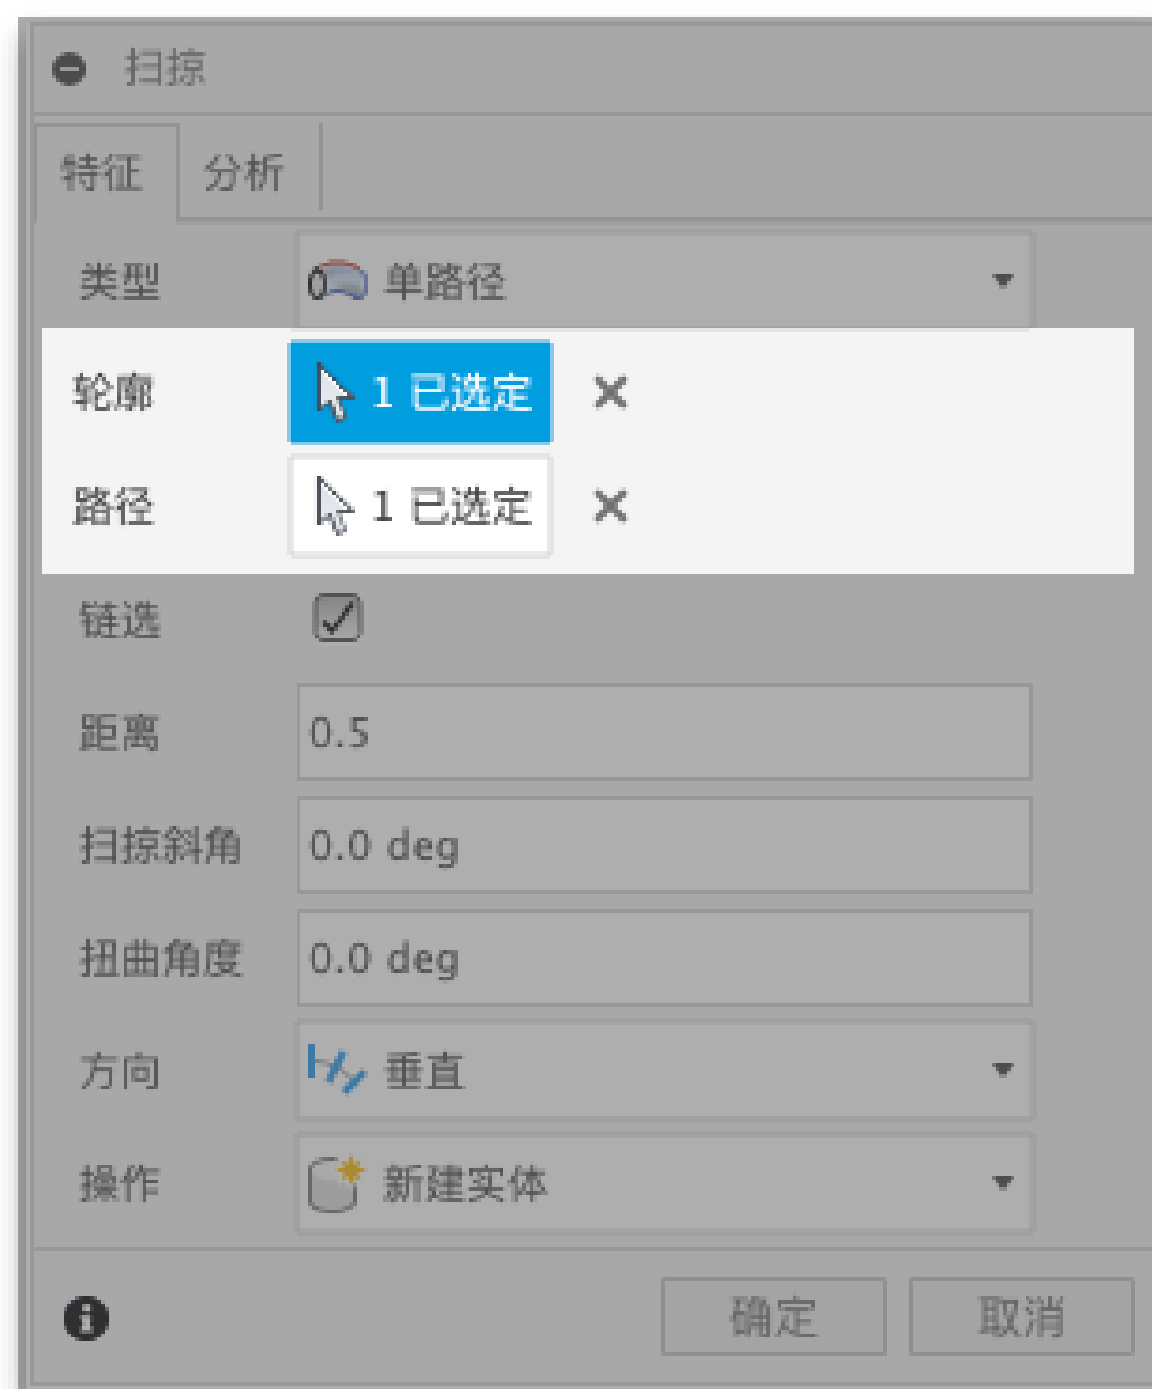 扫掠
特征 分析
类型 单路径
轮廓 1 已选定
路径 1 已选定
链选
距离 0.5
扫掠斜角 0.0 deg
扭曲角度 0.0 deg
方向 垂直
操作 新建实体
确定 取消